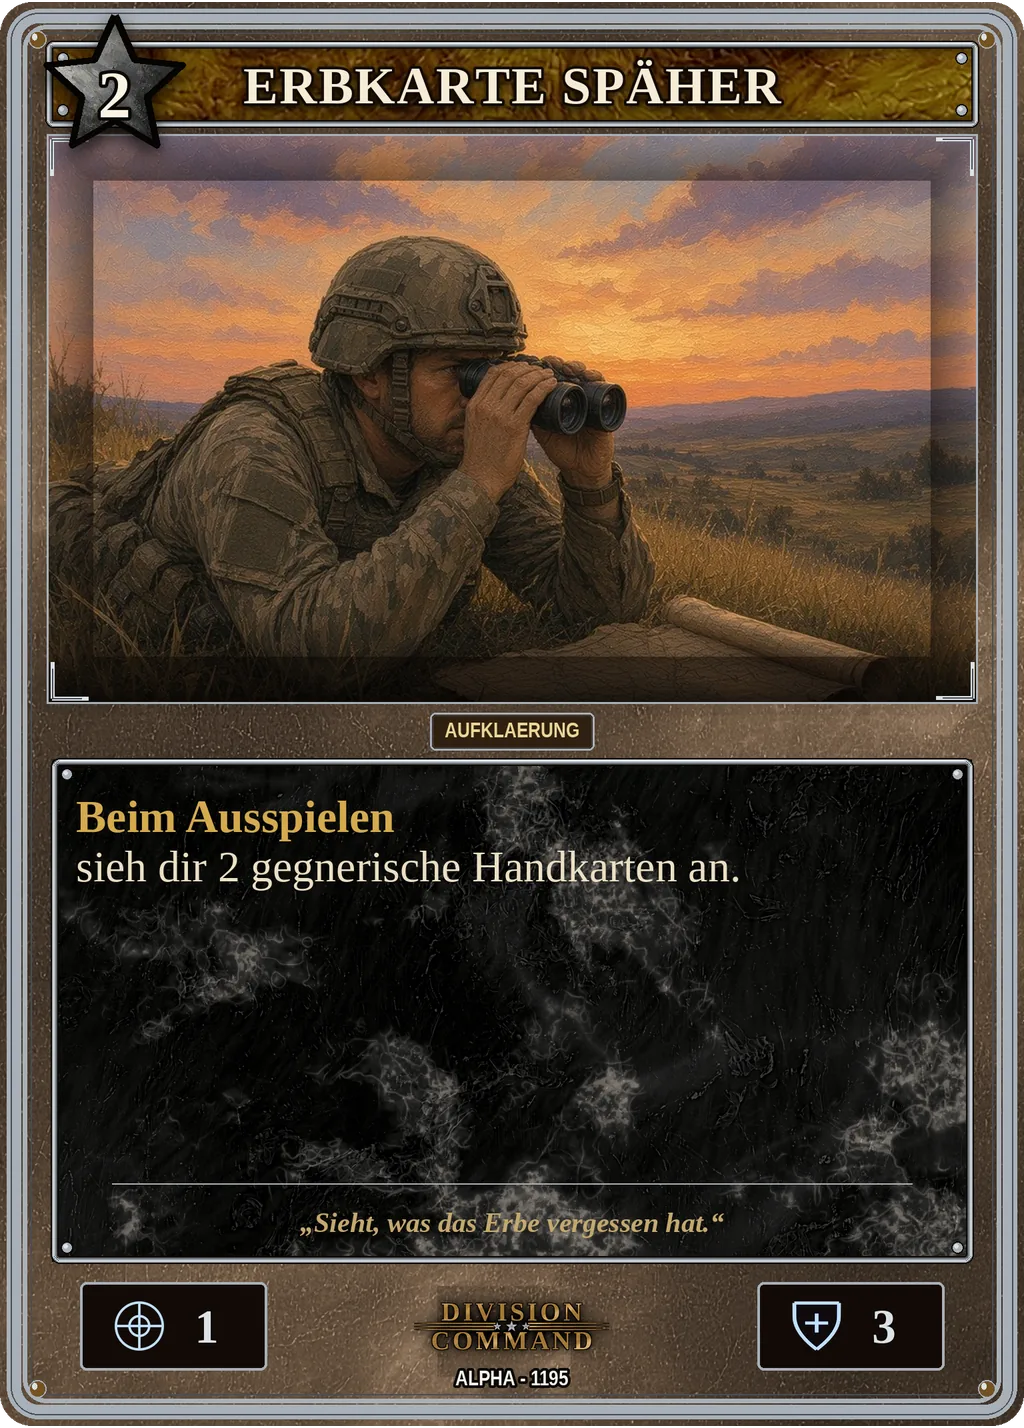 2
ERBKARTE SPÄHER
AUFKLAERUNG
Beim Ausspielen
sieh dir 2 gegnerische Handkarten an.
„Sieht, was das Erbe vergessen hat.“
1
DIVISION
COMMAND
3
ALPHA - 1195